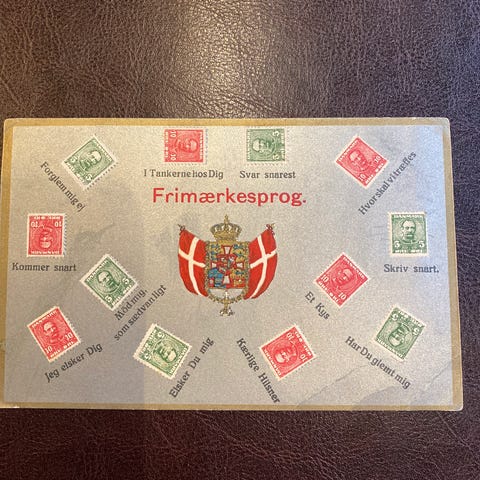 Forglem mig ej
I Tankerne hos Dig
Svar snarest
Hvor skal vi træffes
Frimærkesprog.
Kommer snart
Skriv snart.
Mød mig,
som sædvanligt
Et Kys
Jeg elsker Dig
Elsker Du mig
Kærlige Hilsner
Har Du glemt mig